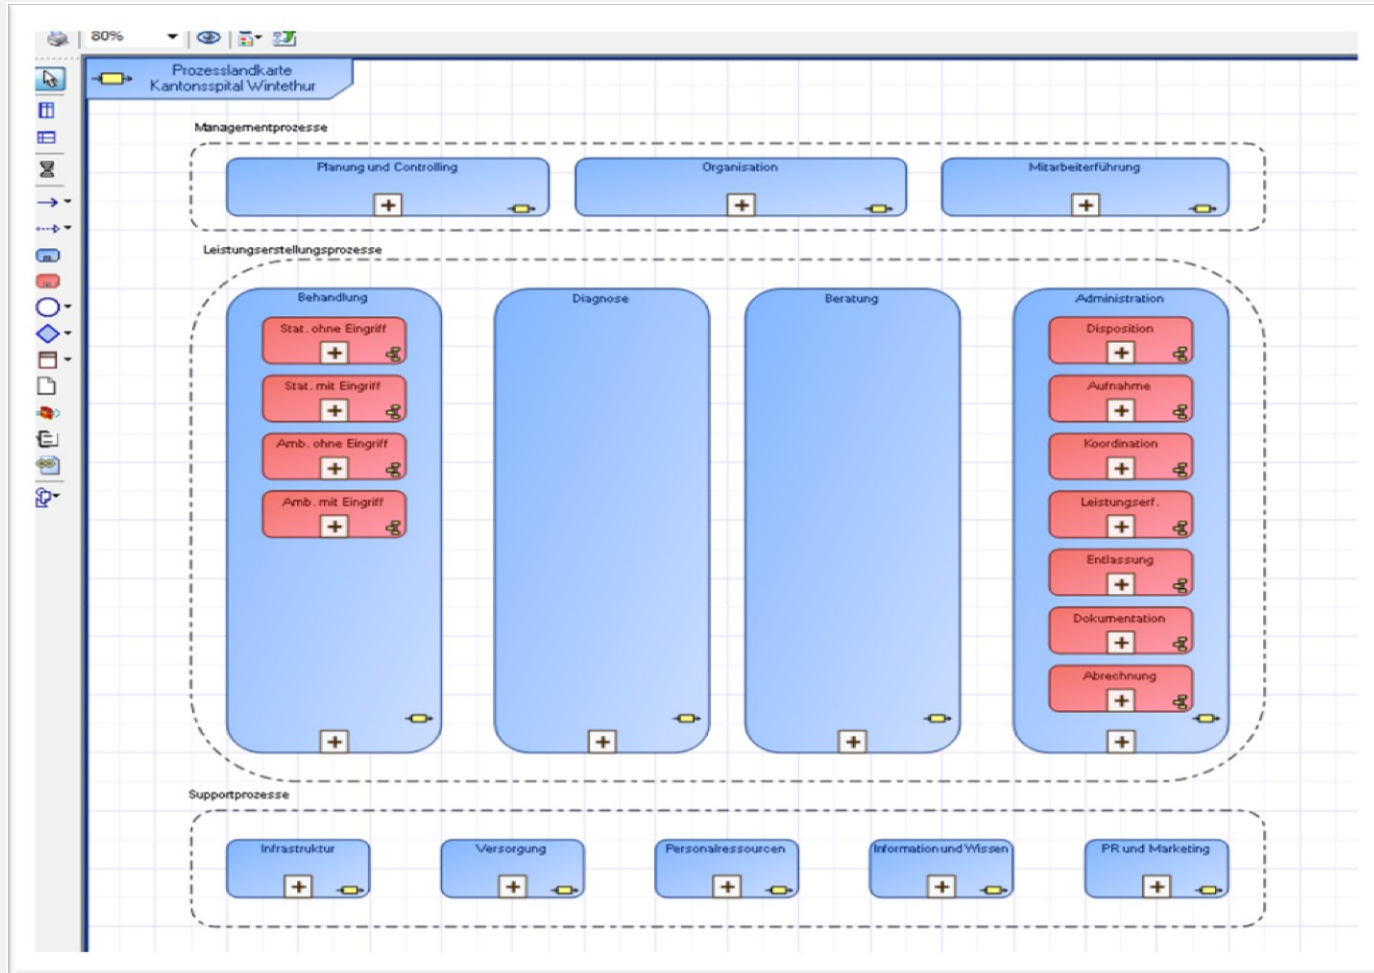 80%
Prozesslandkarte
Kantonsspital Wintethur
Managementprozesse
Planung und Controlling
Organisation
Mitarbeiterführung
Leistungserstellungsprozesse
Behandlung
Stat. ohne Eingriff
Stat. mit Eingriff
Amb. ohne Eingriff
Amb. mit Eingriff
Diagnose
Beratung
Administration
Disposition
Aufnahme
Koordination
Leistungserf.
Entlassung
Dokumentation
Abrechnung
Supportprozesse
Infrastruktur
Versorgung
Personalressourcen
Information und Wissen
PR und Marketing